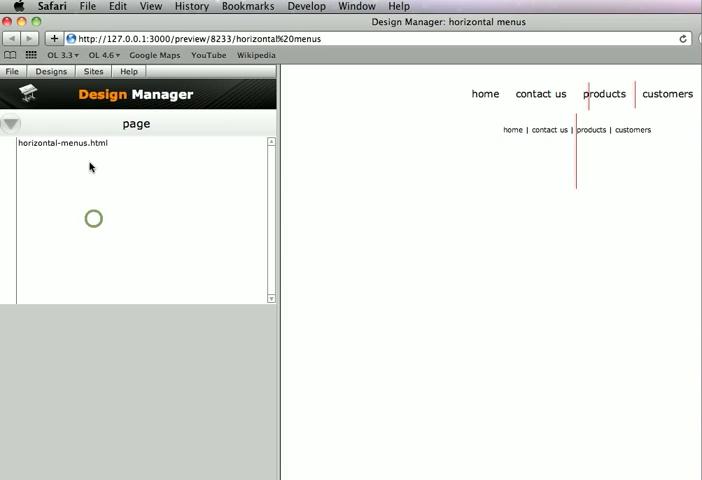 Safari File Edit View History Bookmarks Develop Window Help
Design Manager: horizontal menus
http://127.0.0.1:3000/preview/8233/horizontal%20menus
OL 3.3 OL 4.6 Google Maps YouTube Wikipedia
File Designs Sites Help
Design Manager
page
horizontal-menus.html
home contact us products customers
home | contact us | products | customers